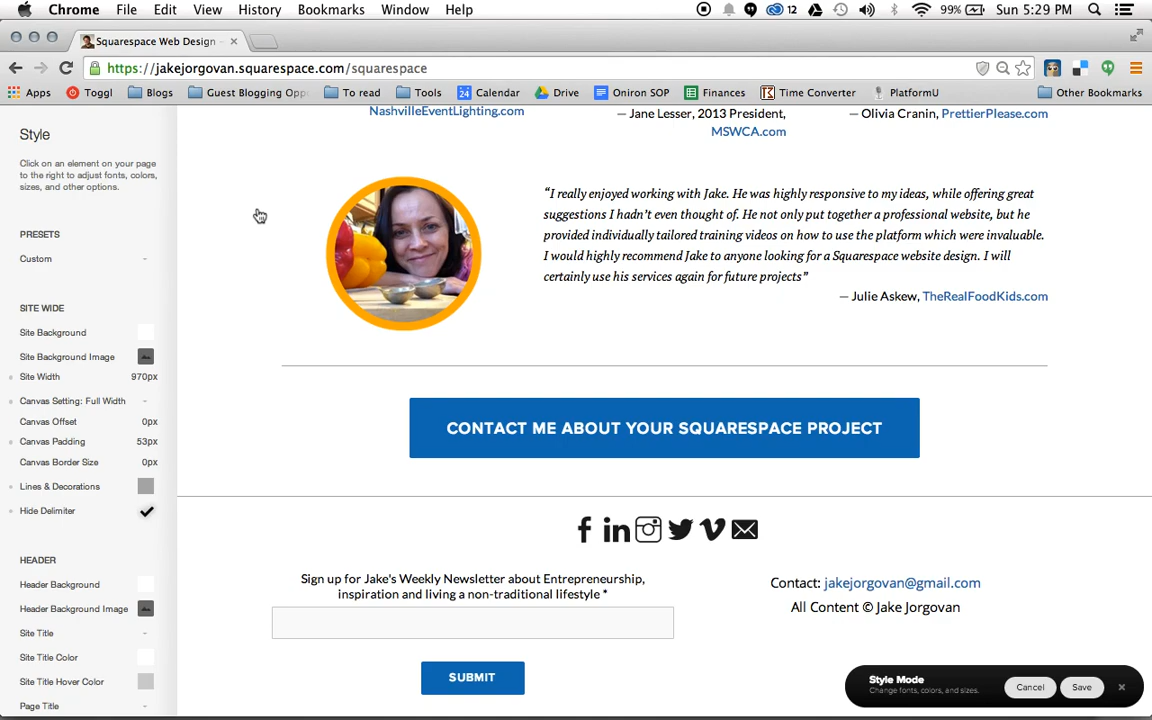 Chrome File Edit View History Bookmarks Window Help 12 99% Sun 5:29 PM
Squarespace Web Design
https://jakejorgovan.squarespace.com/squarespace
Apps Toggl Blogs Guest Blogging Oppo To read Tools 24 Calendar Drive Oniron SOP Finances Time Converter PlatformU Other Bookmarks
Style
Click on an element on your page
to the right to adjust fonts, colors,
sizes, and other options.
PRESETS
Custom -
SITE WIDE
Site Background
Site Background Image
Site Width 970px
Canvas Setting: Full Width -
Canvas Offset 0px
Canvas Padding 53px
Canvas Border Size 0px
Lines & Decorations
Hide Delimiter
HEADER
Header Background
Header Background Image
Site Title -
Site Title Color
Site Title Hover Color
Page Title -
NashvilleEventLighting.com
— Jane Lesser, 2013 President,
MSWCA.com
— Olivia Cranin, PrettierPlease.com
“I really enjoyed working with Jake. He was highly responsive to my ideas, while offering great
suggestions I hadn’t even thought of. He not only put together a professional website, but he
provided individually tailored training videos on how to use the platform which were invaluable.
I would highly recommend Jake to anyone looking for a Squarespace website design. I will
certainly use his services again for future projects”
— Julie Askew, TheRealFoodKids.com
CONTACT ME ABOUT YOUR SQUARESPACE PROJECT
Sign up for Jake's Weekly Newsletter about Entrepreneurship,
inspiration and living a non-traditional lifestyle *
SUBMIT
Contact: jakejorgovan@gmail.com
All Content © Jake Jorgovan
Style Mode
Change fonts, colors, and sizes.
Cancel Save